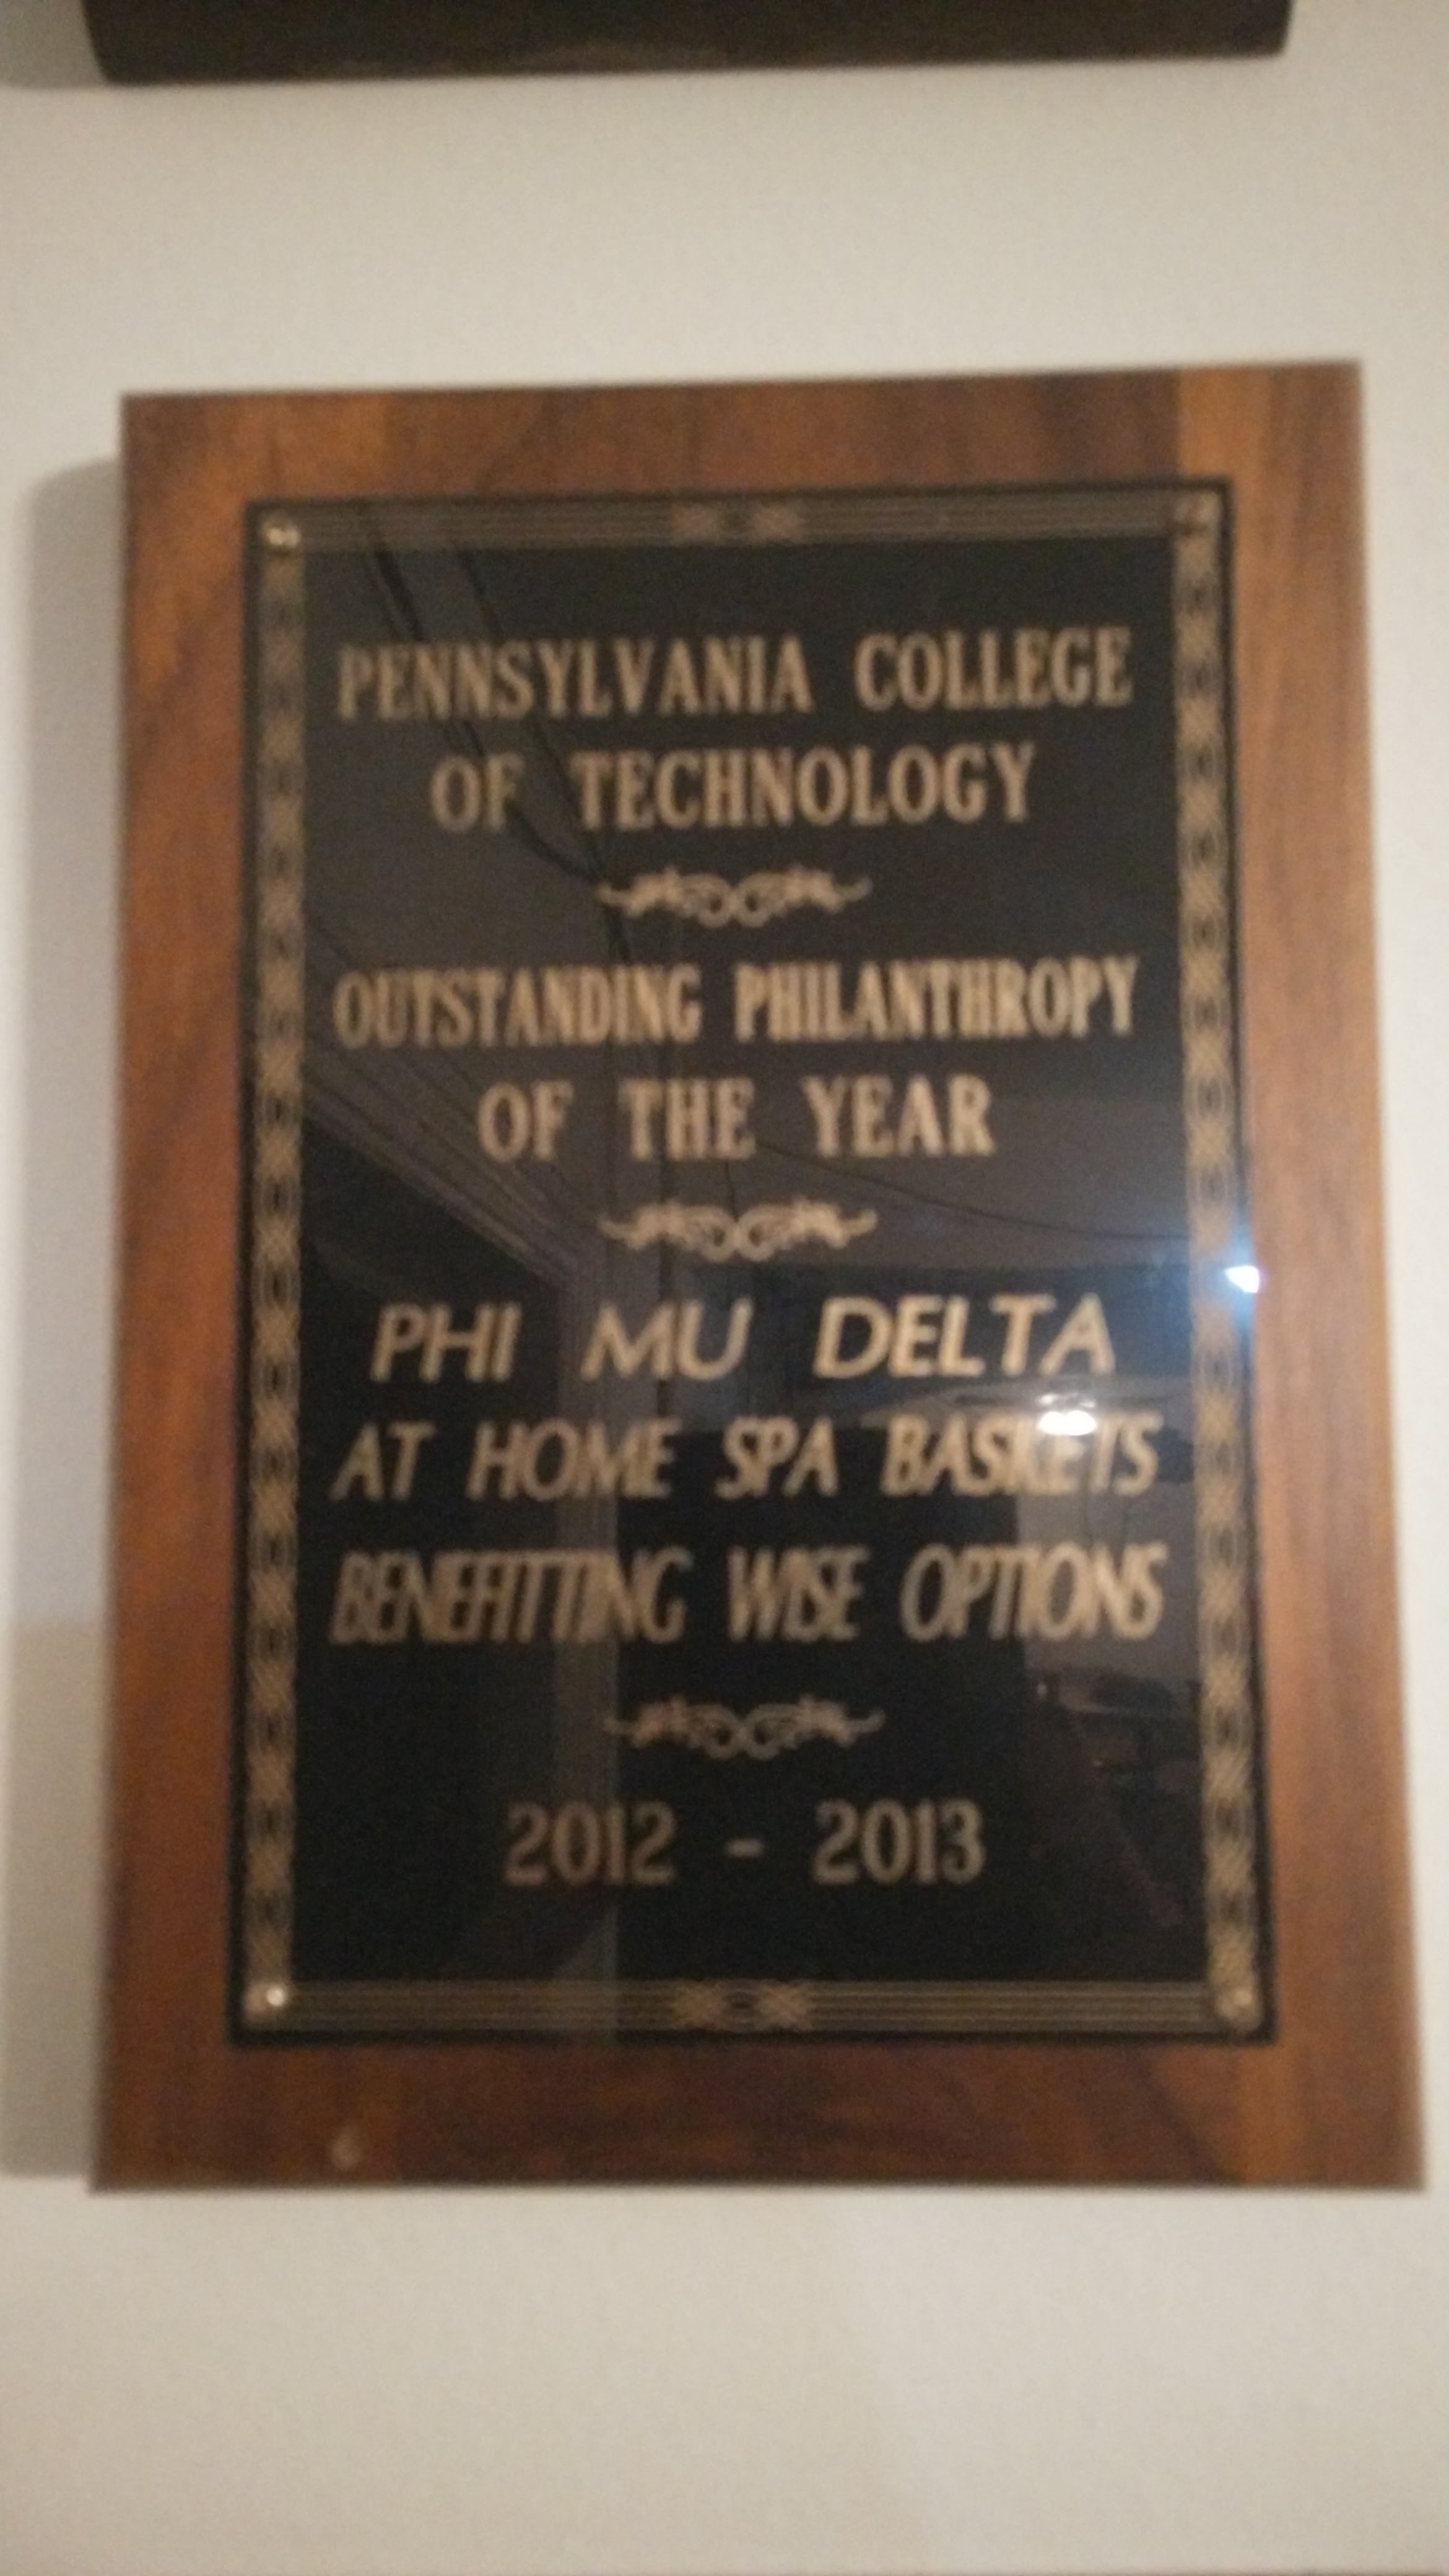 PENNSYLVANIA COLLEGE
OF TECHNOLOGY
OUTSTANDING PHILANTHROPY
OF THE YEAR
PHI MU DELTA
AT HOME SPA BASKETS
BENEFITTING WISE OPTIONS
2012 - 2013